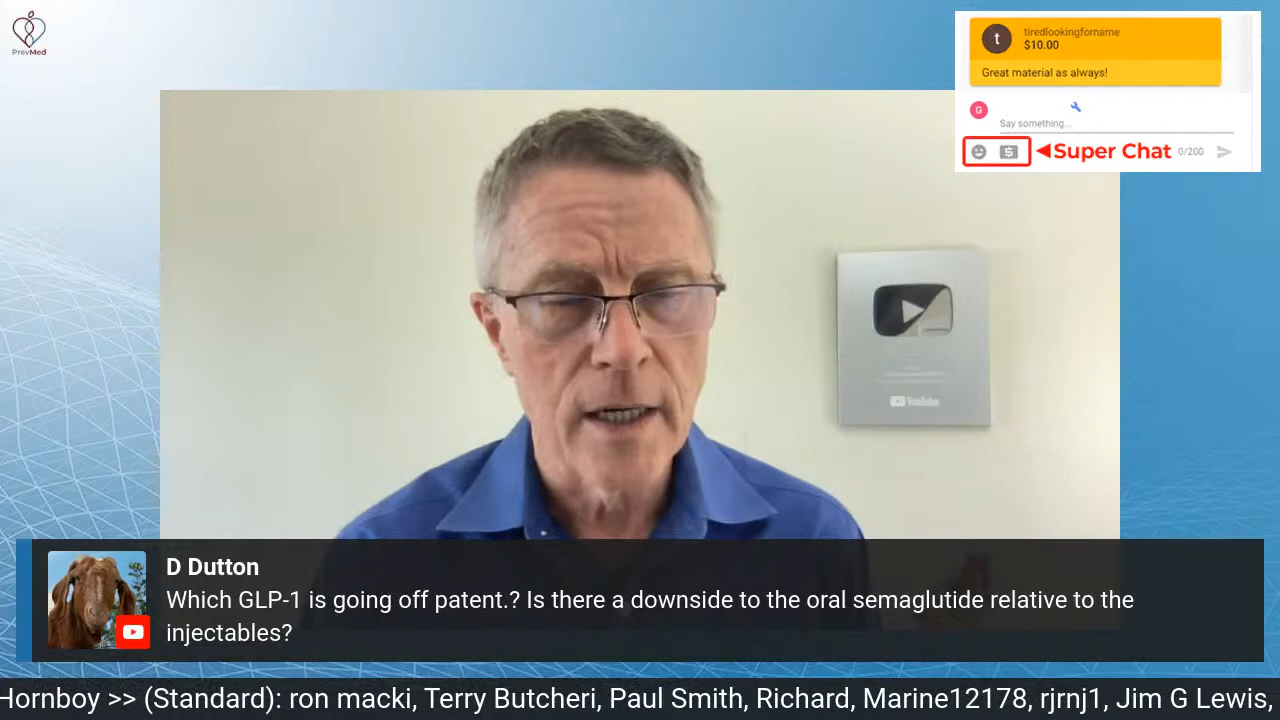 PrevMed
t
tiredlookingforname
$10.00
Great material as always!
G
Say something...
Super Chat
0/200
YouTube
D Dutton
Which GLP-1 is going off patent.? Is there a downside to the oral semaglutide relative to the
injectables?
Hornboy >> (Standard): ron macki, Terry Butcheri, Paul Smith, Richard, Marine12178, rjrnj1, Jim G Lewis,